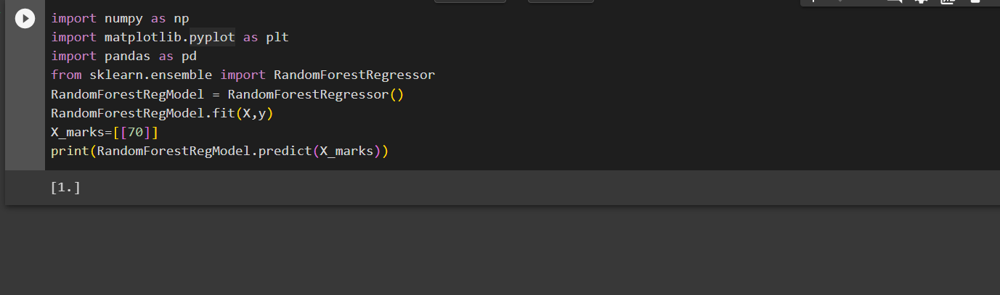 import numpy as np
import matplotlib.pyplot as plt
import pandas as pd
from sklearn.ensemble import RandomForestRegressor
RandomForestRegModel = RandomForestRegressor()
RandomForestRegModel.fit(X,y)
X_marks=[[70]]
print(RandomForestRegModel.predict(X_marks))
[1.]